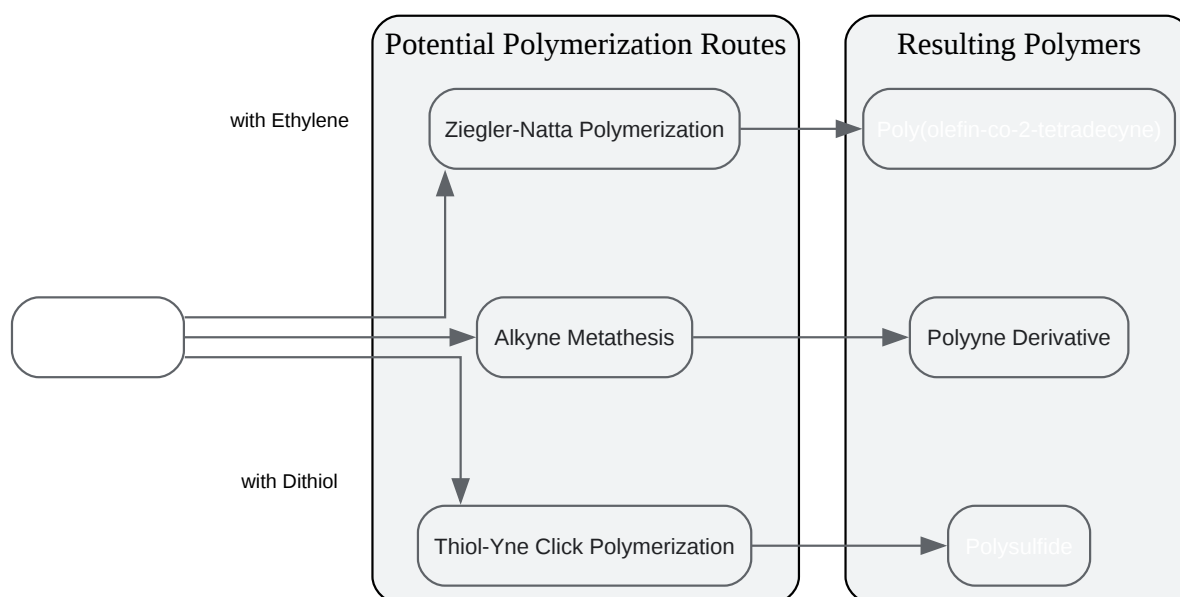 Potential Polymerization Routes
Resulting Polymers
with Ethylene
Ziegler-Natta Polymerization
Poly(olefin-co-2-tetradecyne)
Alkyne Metathesis
Polyyne Derivative
with Dithiol
Thiol-Yne Click Polymerization
Polysulfide